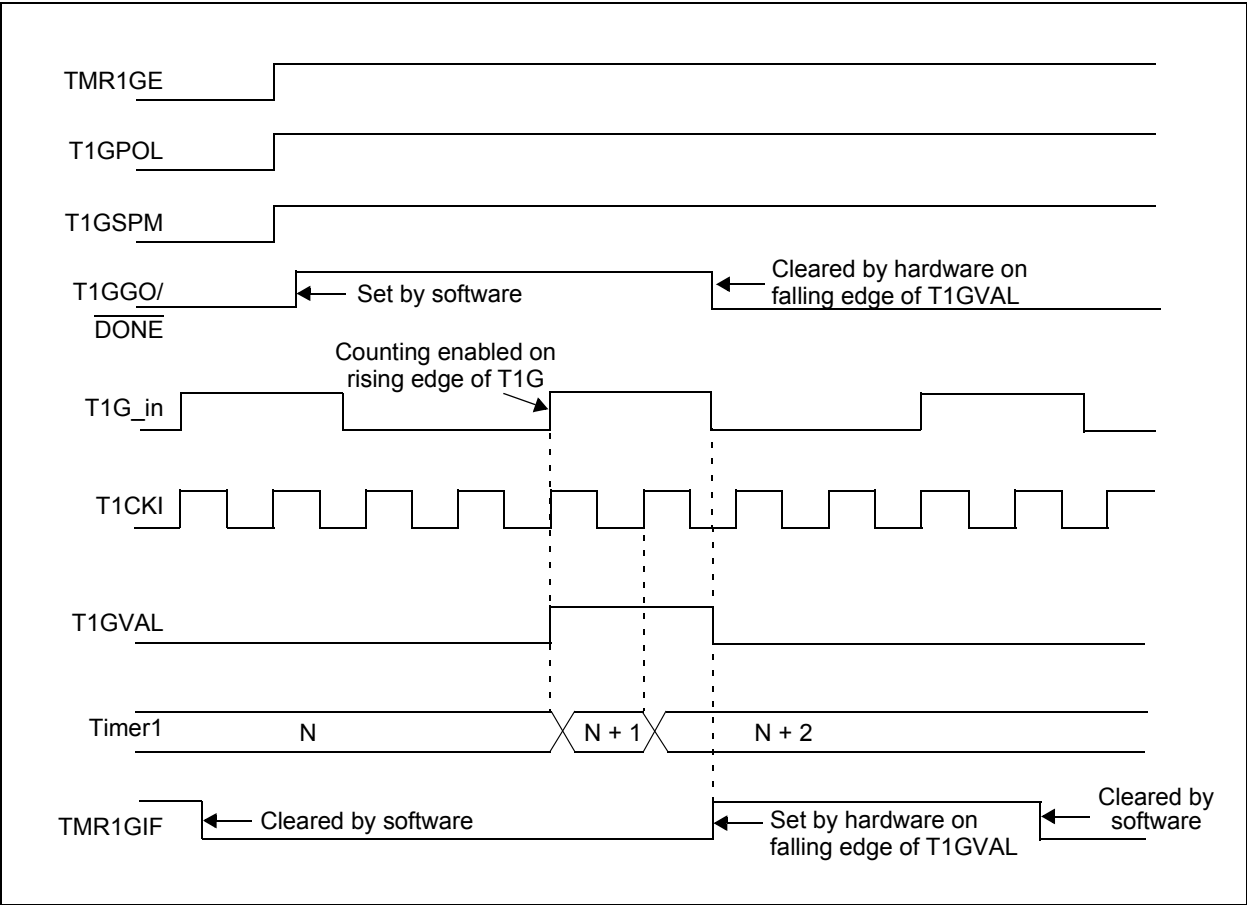 TMR1GE
T1GPOL
T1GSPM
T1GGO/
DONE
Set by software
Cleared by hardware on
falling edge of T1GVAL
Counting enabled on
rising edge of T1G
T1G_in
T1CKI
T1GVAL
Timer1
N
N + 1
N + 2
TMR1GIF
Cleared by software
Set by hardware on
falling edge of T1GVAL
Cleared by
software